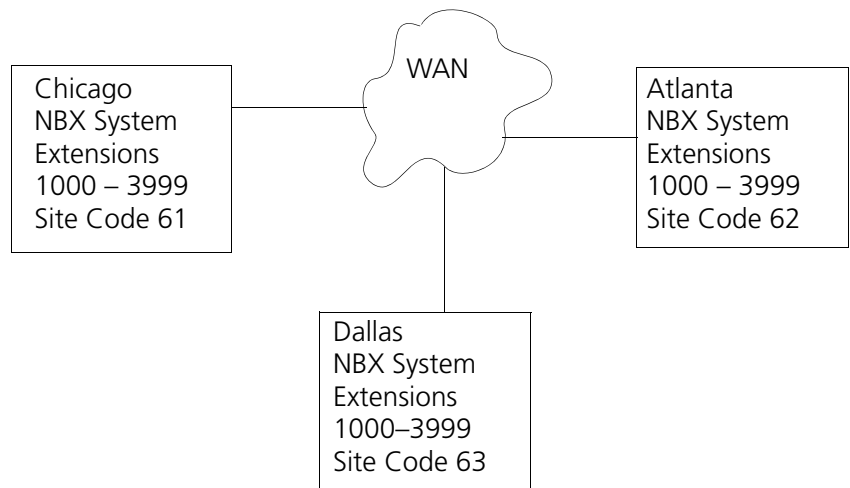 WAN
Chicago
NBX System
Extensions
1000 – 3999
Site Code 61
Atlanta
NBX System
Extensions
1000 – 3999
Site Code 62
Dallas
NBX System
Extensions
1000–3999
Site Code 63